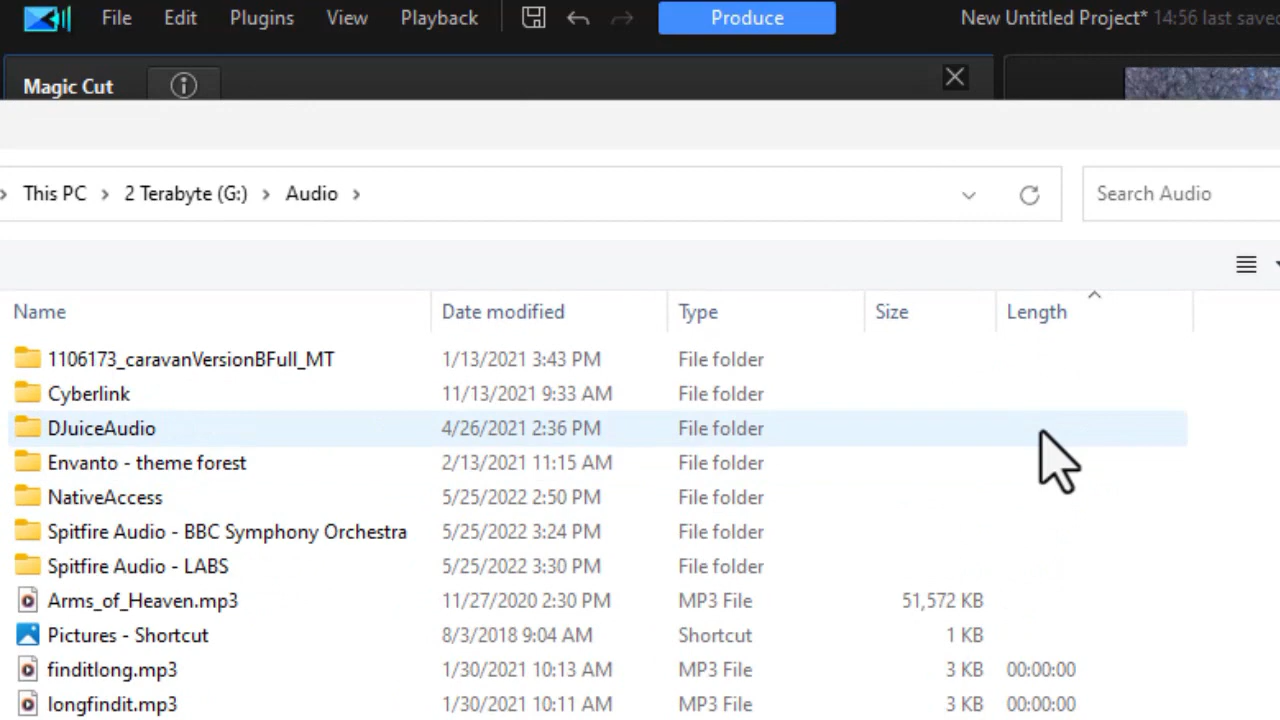 File Edit Plugins View Playback Produce New Untitled Project* 14:56 last saved
Magic Cut
This PC 2 Terabyte (G:) Audio Search Audio
Name Date modified Type Size Length
1106173_caravanVersionBFull_MT 1/13/2021 3:43 PM File folder
Cyberlink 11/13/2021 9:33 AM File folder
DJuiceAudio 4/26/2021 2:36 PM File folder
Envanto - theme forest 2/13/2021 11:15 AM File folder
NativeAccess 5/25/2022 2:50 PM File folder
Spitfire Audio - BBC Symphony Orchestra 5/25/2022 3:24 PM File folder
Spitfire Audio - LABS 5/25/2022 3:30 PM File folder
Arms_of_Heaven.mp3 11/27/2020 2:30 PM MP3 File 51,572 KB
Pictures - Shortcut 8/3/2018 9:04 AM Shortcut 1 KB
finditlong.mp3 1/30/2021 10:13 AM MP3 File 3 KB 00:00:00
longfindit.mp3 1/30/2021 10:11 AM MP3 File 3 KB 00:00:00